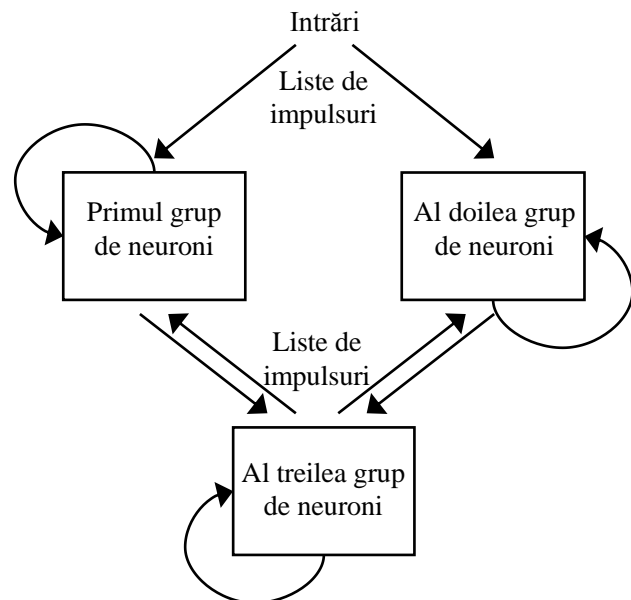 Intrări
Liste de
impulsuri
Primul grup
de neuroni
Al doilea grup
de neuroni
Liste de
impulsuri
Al treilea grup
de neuroni